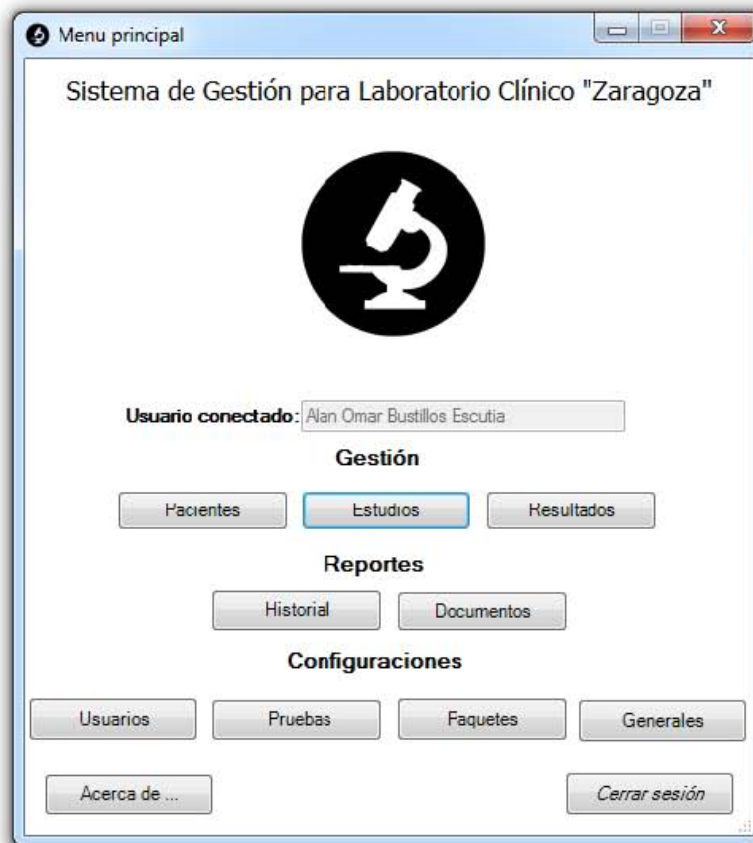 Menu principal
Sistema de Gestión para Laboratorio Clínico "Zaragoza"
Usuario conectado: Alan Omar Bustillos Escutia
Gestión
Pacientes Estudios Resultados
Reportes
Historial Documentos
Configuraciones
Usuarios Pruebas Paquetes Generales
Acerca de ... Cerrar sesión